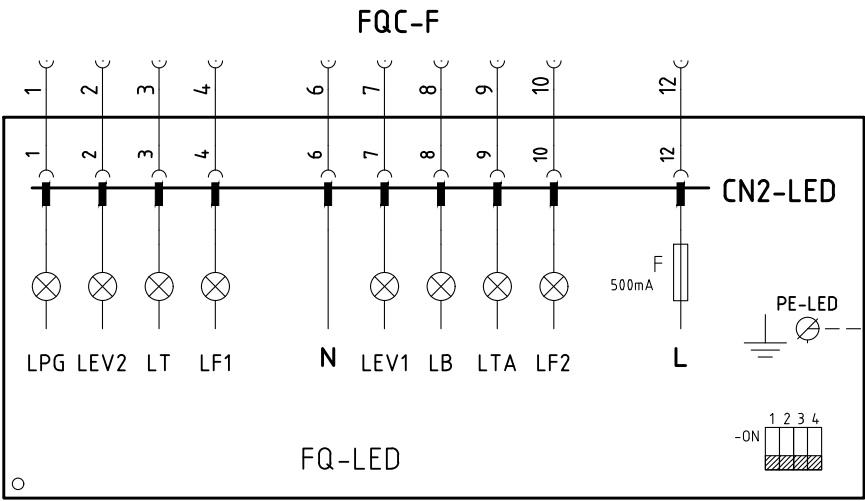 FQC-F
1 2 3 4 6 7 8 9 10 12
1 2 3 4 6 7 8 9 10 12
CN2-LED
F
500mA
PE-LED
LPG LEV2 LT LF1 N LEV1 LB LTA LF2 L
1 2 3 4
-ON
FQ-LED